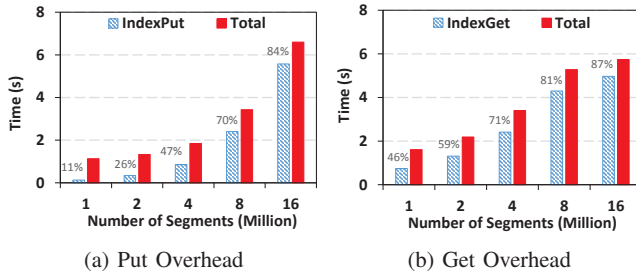 IndexPut Total
8
6
4
2
0
Time (s)
11%
26%
47%
70%
84%
1 2 4 8 16
Number of Segments (Million)
(a) Put Overhead
IndexGet Total
8
6
4
2
0
Time (s)
46%
59%
71%
81%
87%
1 2 4 8 16
Number of Segments (Million)
(b) Get Overhead